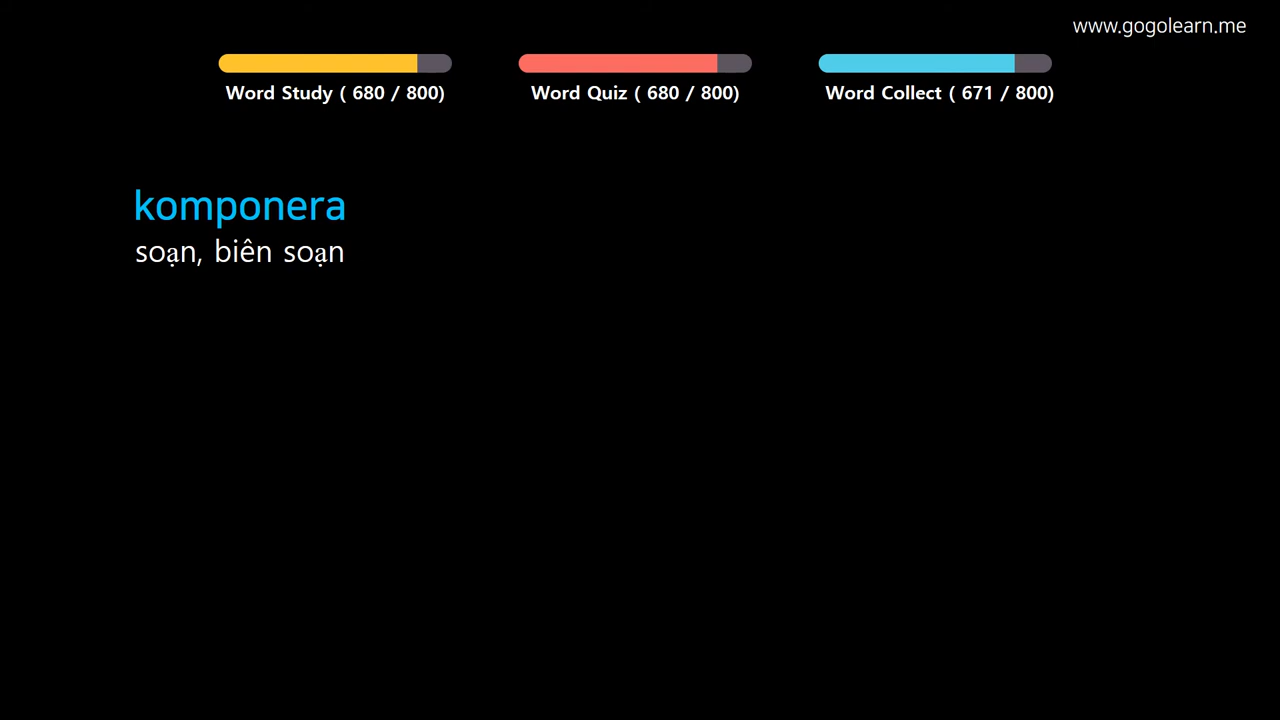 www.gogolearn.me
Word Study ( 680 / 800)
Word Quiz ( 680 / 800)
Word Collect ( 671 / 800)
komponera
soạn, biên soạn